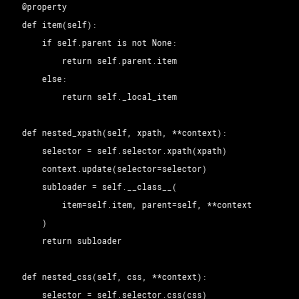 @property
def item(self):
    if self.parent is not None:
        return self.parent.item
    else:
        return self._local_item

def nested_xpath(self, xpath, **context):
    selector = self.selector.xpath(xpath)
    context.update(selector=selector)
    subloader = self.__class__(
        item=self.item, parent=self, **context
    )
    return subloader

def nested_css(self, css, **context):
    selector = self.selector.css(css)